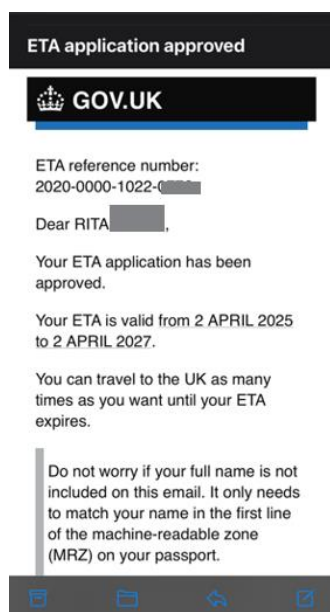 ETA application approved
GOV.UK
ETA reference number:
2020-0000-1022-
Dear RITA ,
Your ETA application has been
approved.
Your ETA is valid from 2 APRIL 2025
to 2 APRIL 2027.
You can travel to the UK as many
times as you want until your ETA
expires.
Do not worry if your full name is not
included on this email. It only needs
to match your name in the first line
of the machine-readable zone
(MRZ) on your passport.